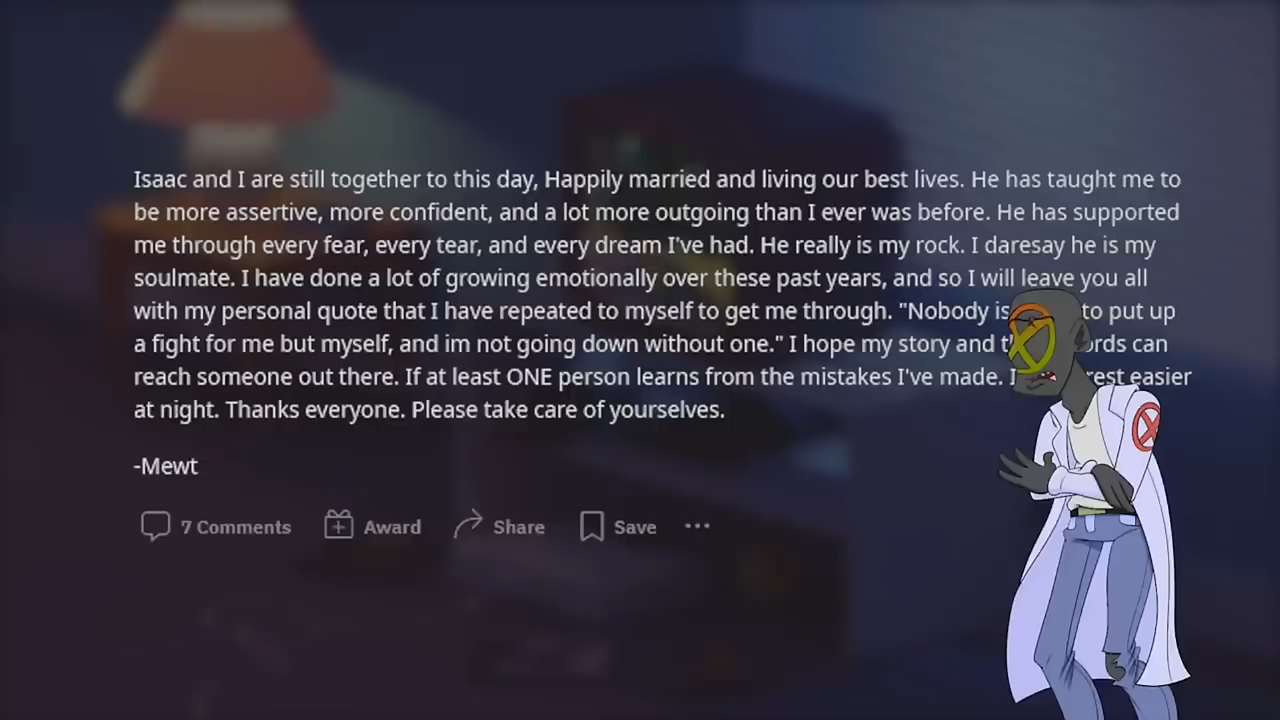 Isaac and I are still together to this day, Happily married and living our best lives. He has taught me to
be more assertive, more confident, and a lot more outgoing than I ever was before. He has supported
me through every fear, every tear, and every dream I've had. He really is my rock. I daresay he is my
soulmate. I have done a lot of growing emotionally over these past years, and so I will leave you all
with my personal quote that I have repeated to myself to get me through. "Nobody is to put up
a fight for me but myself, and im not going down without one." I hope my story and can
reach someone out there. If at least ONE person learns from the mistakes I've made. rest easier
at night. Thanks everyone. Please take care of yourselves.
-Mewt
7 Comments Award Share Save